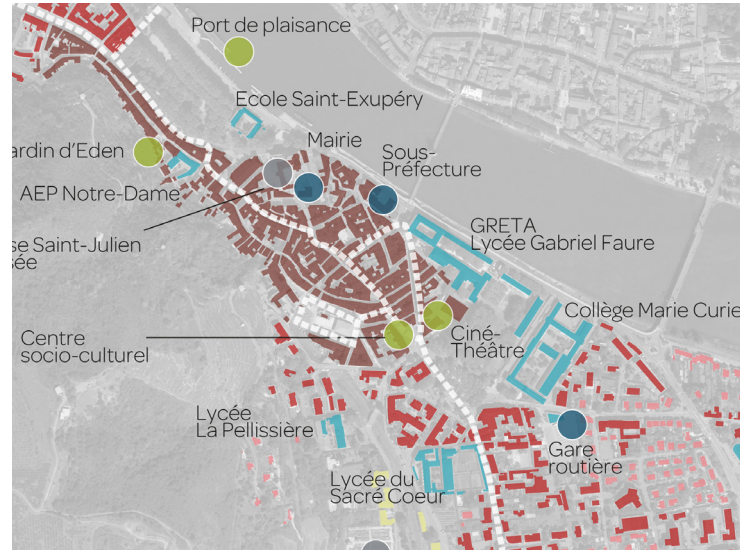 Port de plaisance
Ecole Saint-Exupéry
Mairie
ardin d'Eden
Sous-
Préfecture
AEP Notre-Dame
GRETA
Lycée Gabriel Faure
se Saint-Julien
sée
Collège Marie Curie
Centre
socio-culturel
Ciné-
Théâtre
Lycée
La Pellissière
Gare
routière
Lycée du
Sacré Coeur